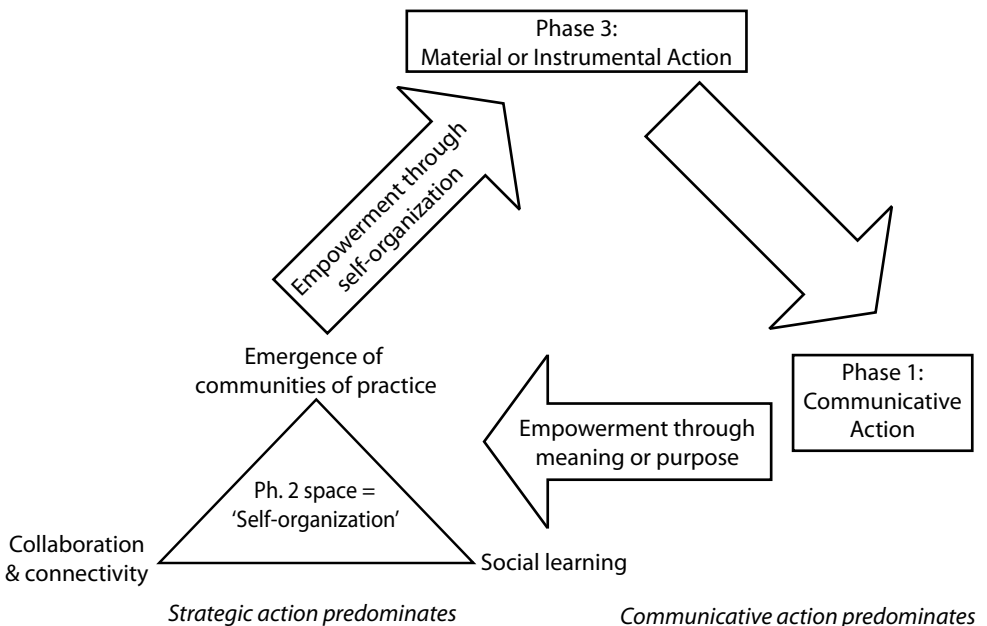 Phase 3:
Material or Instrumental Action
Empowerment through
self-organization
Emergence of
communities of practice
Phase 1:
Communicative
Action
Empowerment through
meaning or purpose
Ph. 2 space =
'Self-organization'
Collaboration
& connectivity
Social learning
Strategic action predominates
Communicative action predominates